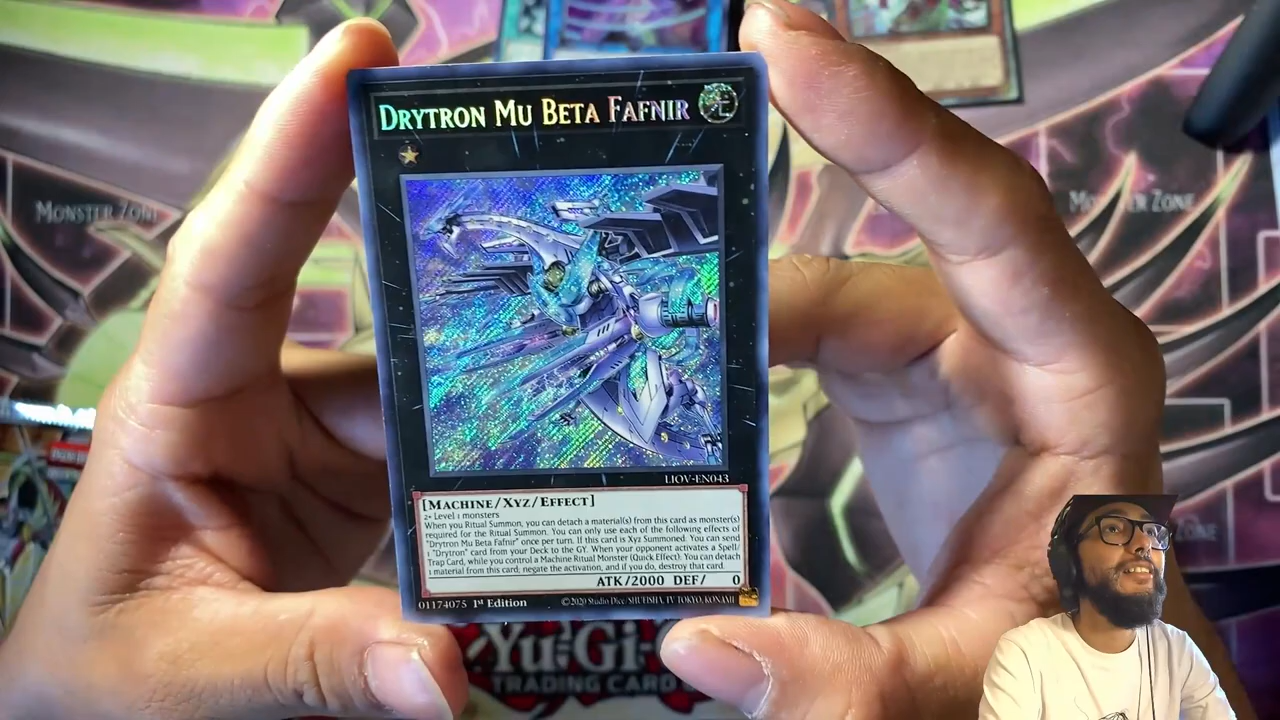 DRYTRON MU BETA FAFNIR
光
MONSTER ZONE
MONSTER ZONE
LIOV-EN043
[MACHINE/XYZ/EFFECT]
2+ Level 1 monsters
When you Ritual Summon, you can detach a material(s) from this card as monster(s)
required for the Ritual Summon. You can only use each of the following effects of
"Drytron Mu Beta Fafnir" once per turn. If this card is Xyz Summoned: You can send
1 "Drytron" card from your Deck to the GY. When your opponent activates a Spell/
Trap Card, while you control a Machine Ritual Monster (Quick Effect): You can detach
1 material from this card; negate the activation, and if you do, destroy that card.
ATK/2000 DEF/ 0
01174075 1st Edition ©2020 Studio Dice/SHUEISHA, TV TOKYO, KONAMI
ZONE
Yu-Gi-
TRADING CARD